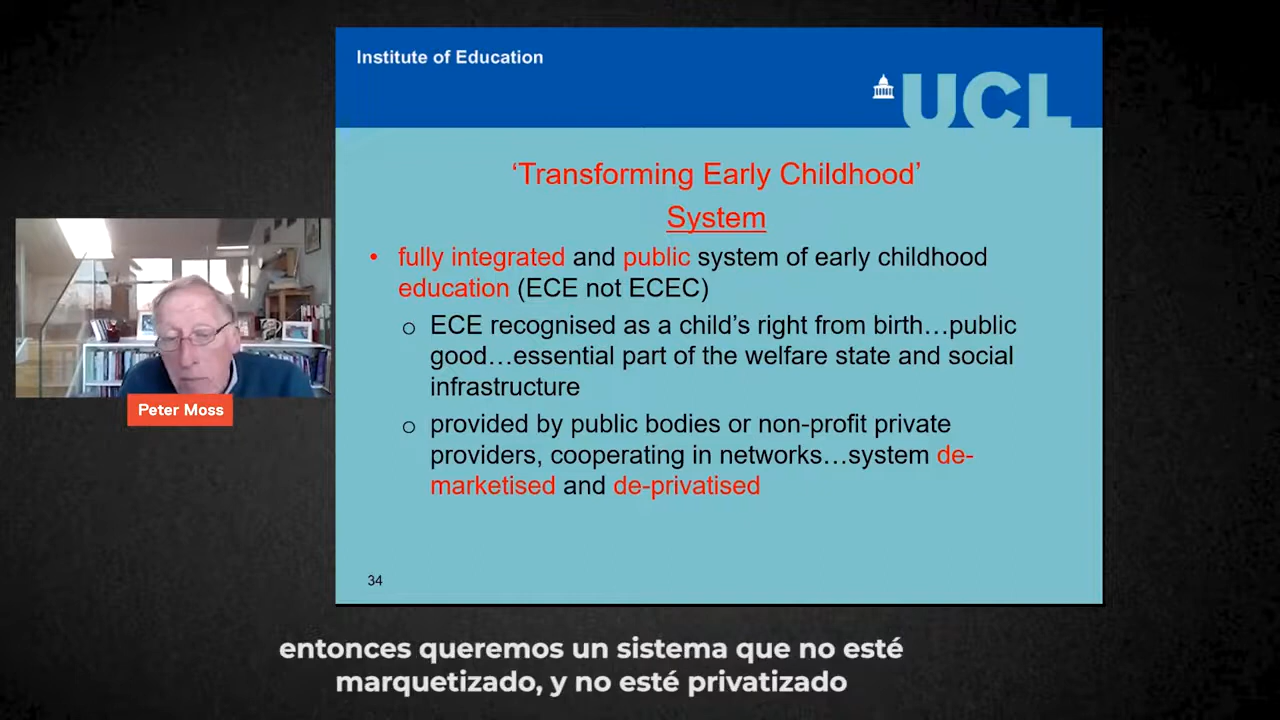 Institute of Education
UCL
‘Transforming Early Childhood’
System
• fully integrated and public system of early childhood
education (ECE not ECEC)
o ECE recognised as a child’s right from birth…public
good…essential part of the welfare state and social
infrastructure
o provided by public bodies or non-profit private
providers, cooperating in networks…system de-
marketised and de-privatised
34
Peter Moss
entonces queremos un sistema que no esté
marquetizado, y no esté privatizado